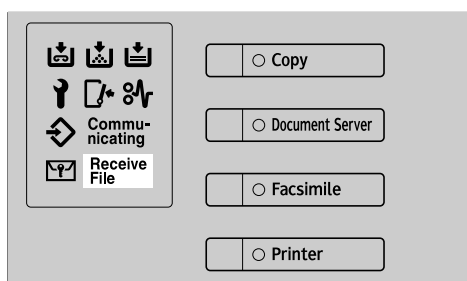 Copy
Commu-
nicating
Document Server
Receive
File
Facsimile
Printer